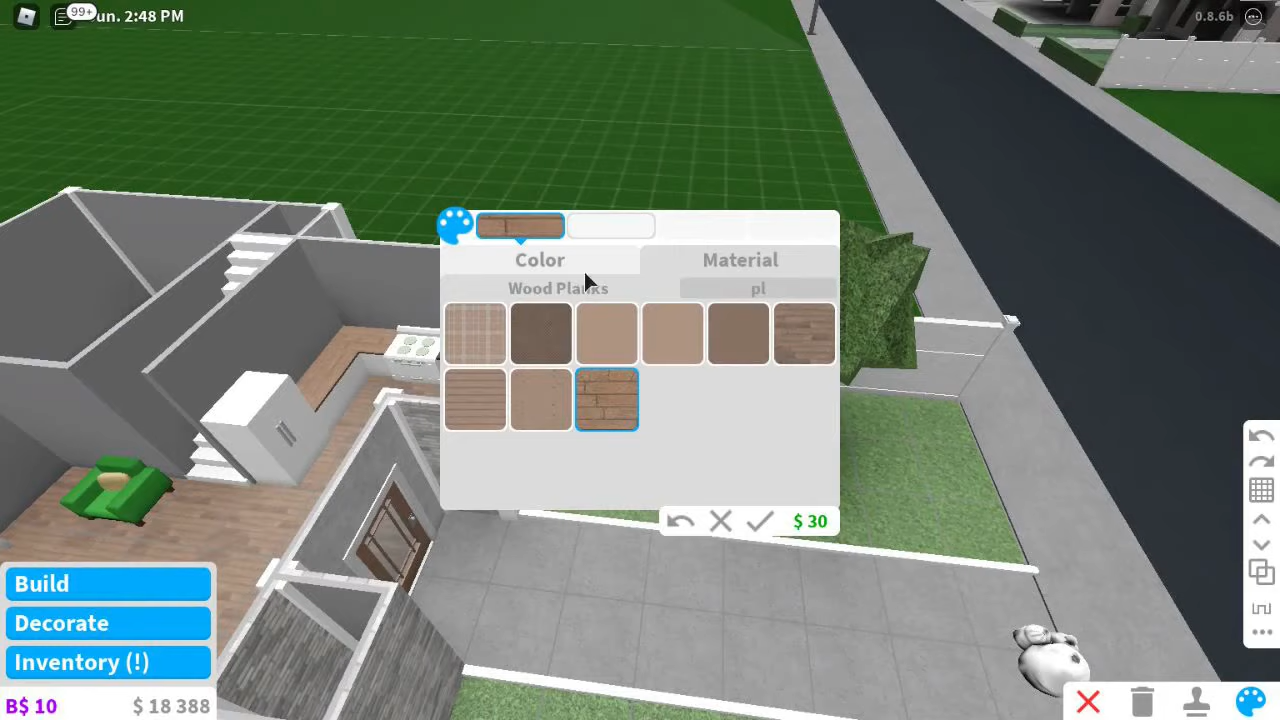 99+
un. 2:48 PM
0.8.6b
Color
Material
Wood Planks
pl
$ 30
Build
Decorate
Inventory (!)
B$ 10
$ 18 388